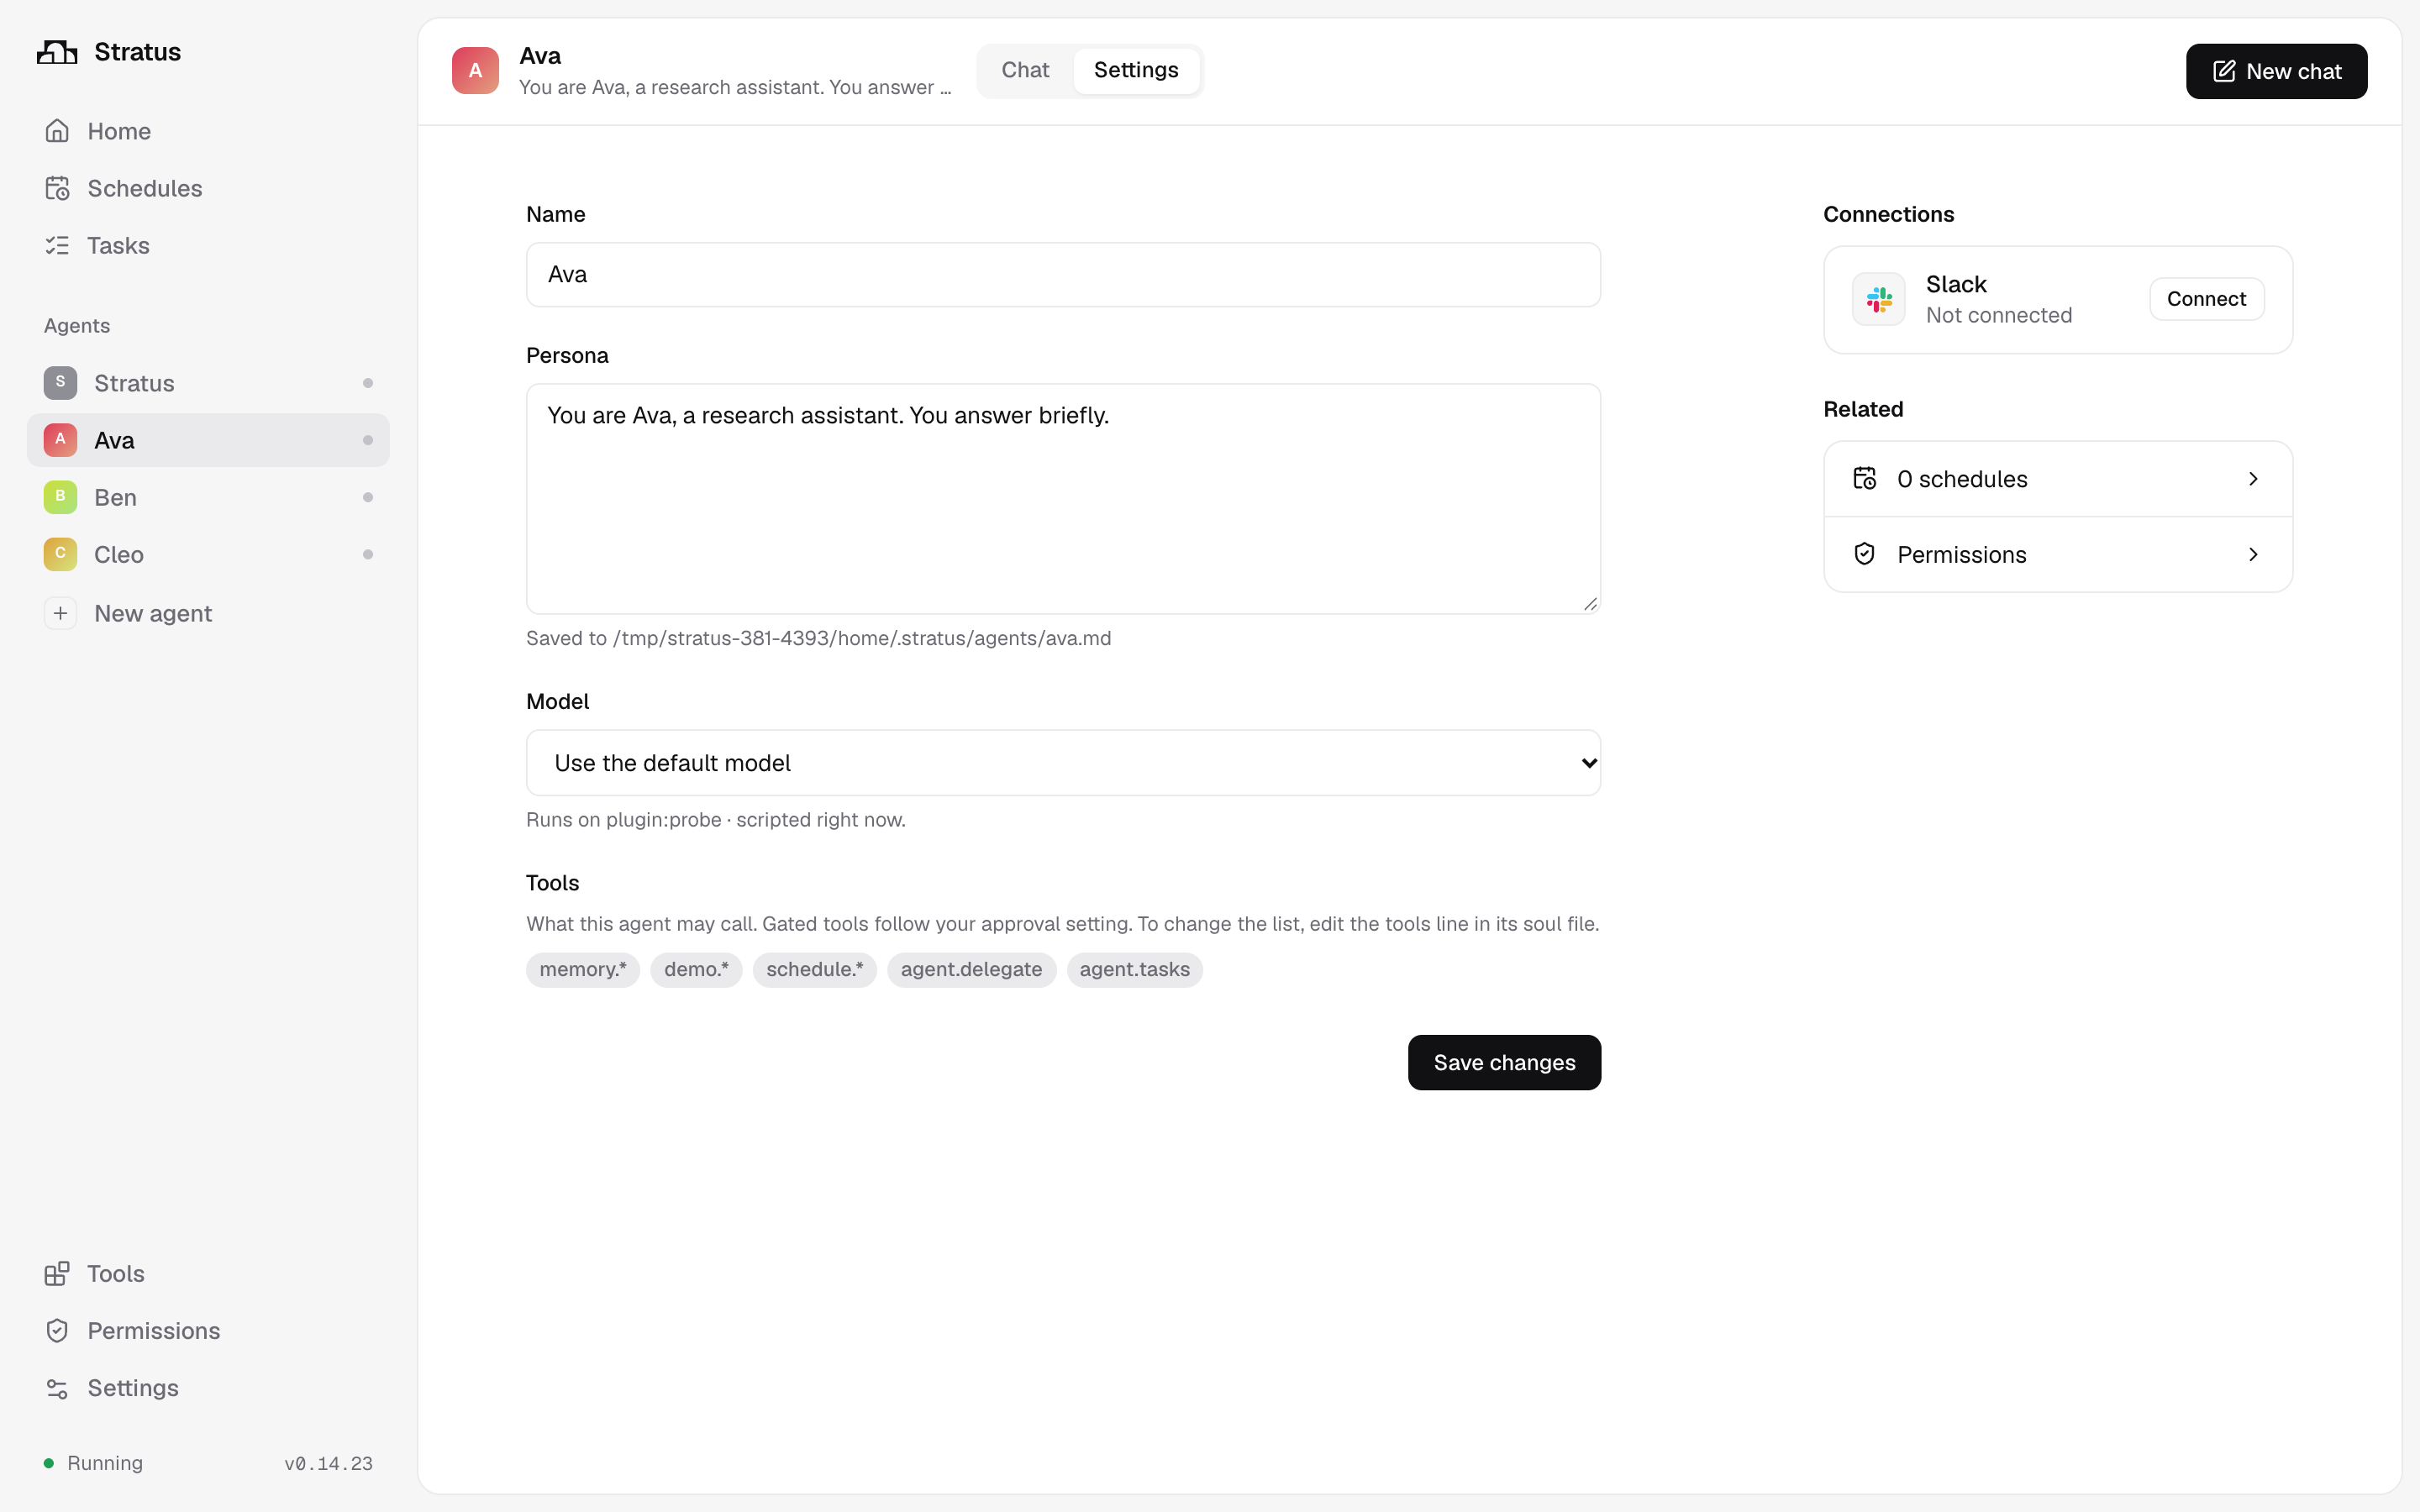 Stratus
Home
Schedules
Tasks
Agents
S Stratus
A Ava
B Ben
C Cleo
New agent
Tools
Permissions
Settings
Running v0.14.23
A
Ava
You are Ava, a research assistant. You answer ...
Chat Settings
New chat
Name
Ava
Persona
You are Ava, a research assistant. You answer briefly.
Saved to /tmp/stratus-381-4393/home/.stratus/agents/ava.md
Model
Use the default model
Runs on plugin:probe · scripted right now.
Tools
What this agent may call. Gated tools follow your approval setting. To change the list, edit the tools line in its soul file.
memory.* demo.* schedule.* agent.delegate agent.tasks
Save changes
Connections
Slack
Not connected
Connect
Related
0 schedules
Permissions